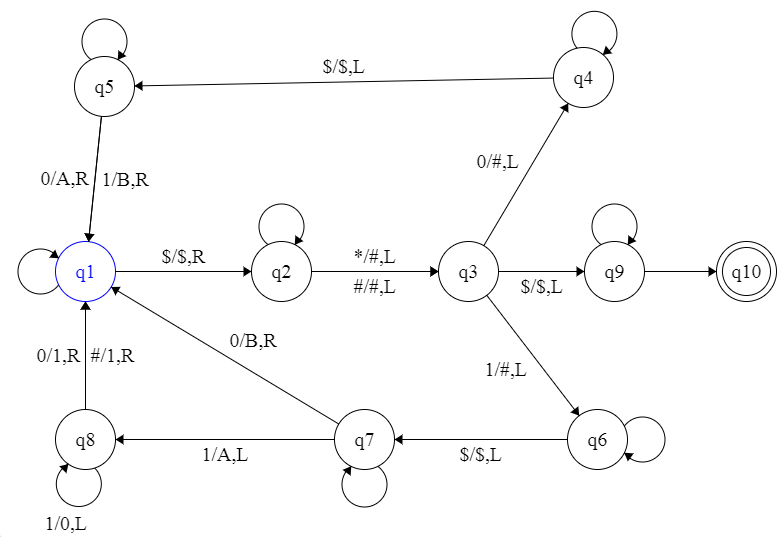 $/$,L
q5
q4
0/A,R
1/B,R
0/#,L
q1
$/$,R
q2
*/#,L
#/#,L
q3
$/$,L
q9
q10
0/1,R
#/1,R
0/B,R
1/#,L
q8
1/A,L
q7
$/$,L
q6
1/0,L